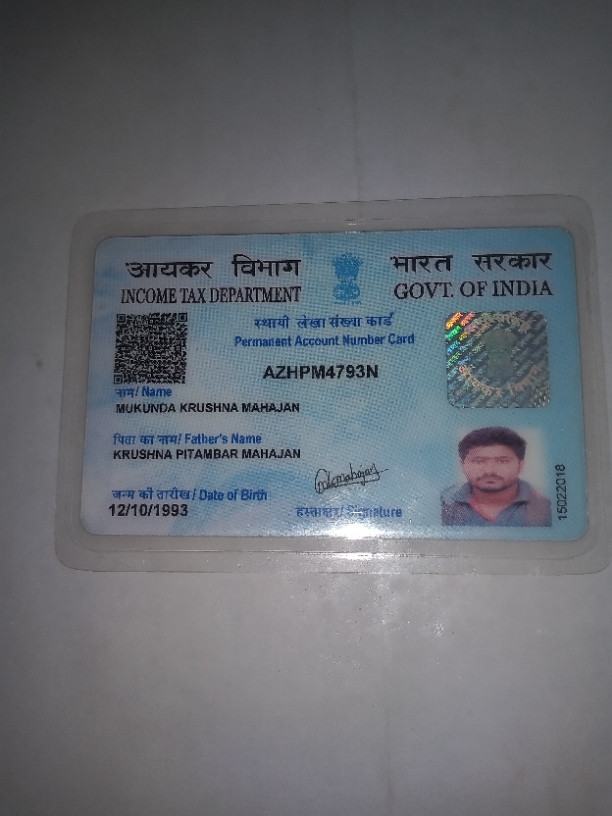 आयकर विभाग
INCOME TAX DEPARTMENT
भारत सरकार
GOVT. OF INDIA
स्थायी लेखा संख्या कार्ड
Permanent Account Number Card
AZHPM4793N
नाम/ Name
MUKUNDA KRUSHNA MAHAJAN
पिता का नाम/ Father's Name
KRUSHNA PITAMBAR MAHAJAN
जन्म की तारीख / Date of Birth
12/10/1993
हस्ताक्षर/ Signature
15022018